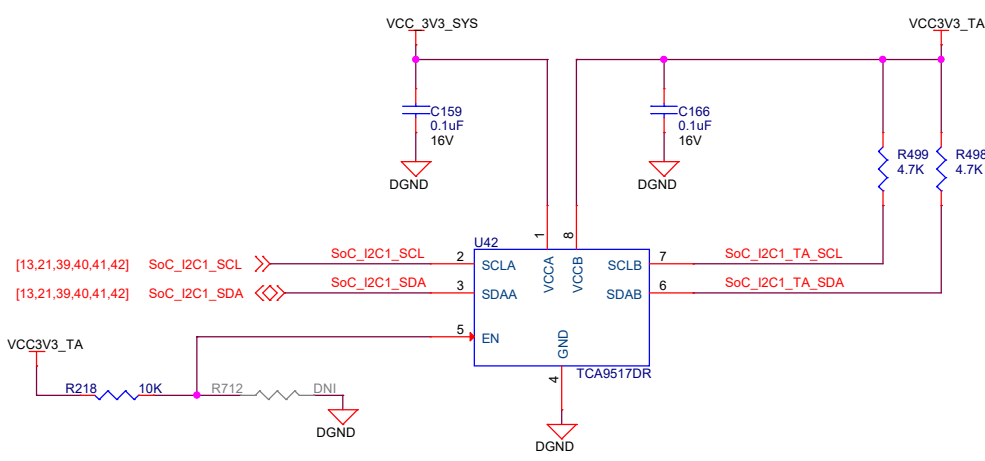 VCC_3V3_SYS
VCC3V3_TA
C159
0.1uF
16V
C166
0.1uF
16V
R499
4.7K
R498
4.7K
DGND
DGND
1
8
U42
[13,21,39,40,41,42] SoC_I2C1_SCL
SoC_I2C1_SCL
2
SCLA
VCCA
VCCB
SCLB
7
SoC_I2C1_TA_SCL
[13,21,39,40,41,42] SoC_I2C1_SDA
SoC_I2C1_SDA
3
SDAA
SDAB
6
SoC_I2C1_TA_SDA
5
EN
GND
VCC3V3_TA
4
TCA9517DR
R218
10K
R712
DNI
DGND
DGND